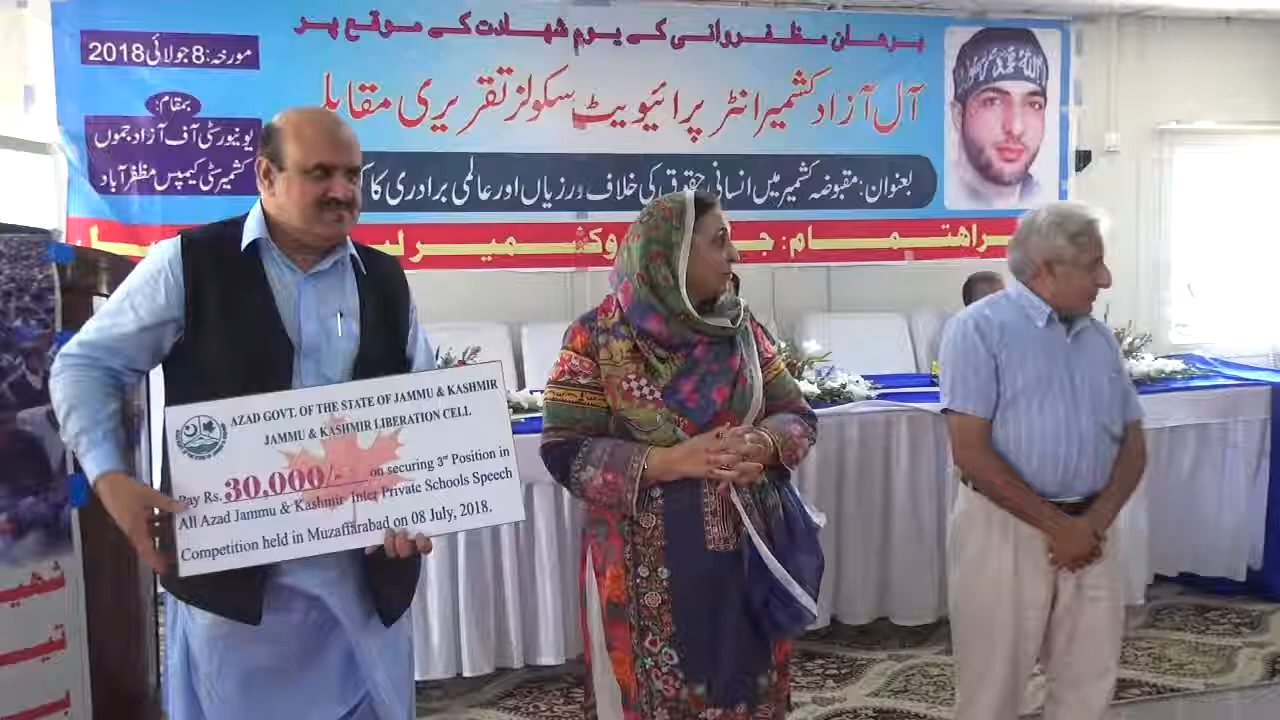 برہان مظفروانی کے یوم شہادت کے موقع پر
مورخہ: 8 جولائی 2018
آل آزاد کشمیر انٹر پرائیویٹ سکولز تقریری مقابلہ
بمقام:
یونیورسٹی آف آزاد جموں
کشمیر سٹی کیمپس مظفرآباد
بعنوان: مقبوضہ کشمیر میں انسانی حقوق کی خلاف ورزیاں اور عالمی برادری کا
وکشمیر
AZAD GOVT. OF THE STATE OF JAMMU & KASHMIR
JAMMU & KASHMIR LIBERATION CELL
Pay Rs. 30,000/- on securing 3rd Position in
All Azad Jammu & Kashmir Inter Private Schools Speech
Competition held in Muzaffarabad on 08 July, 2018.